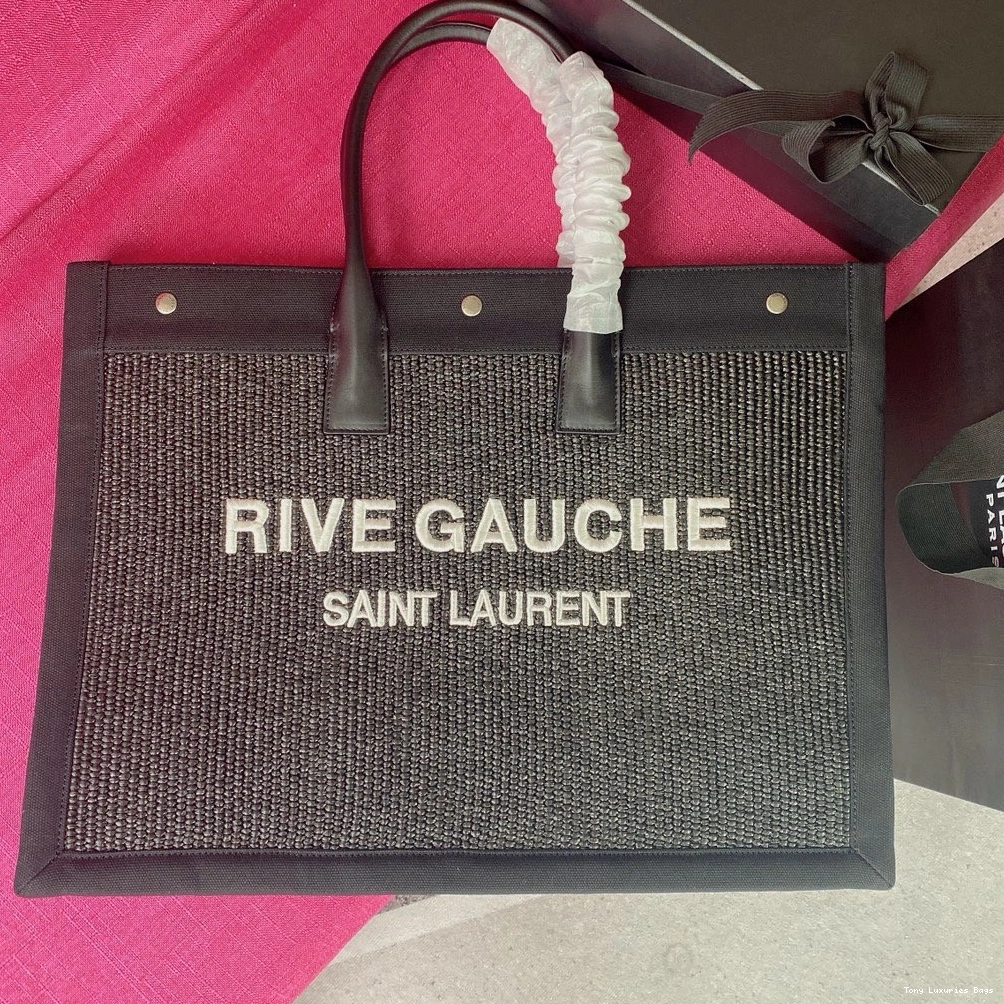 RIVE GAUCHE
SAINT LAURENT
PARIS
Tony Luxuries Bags